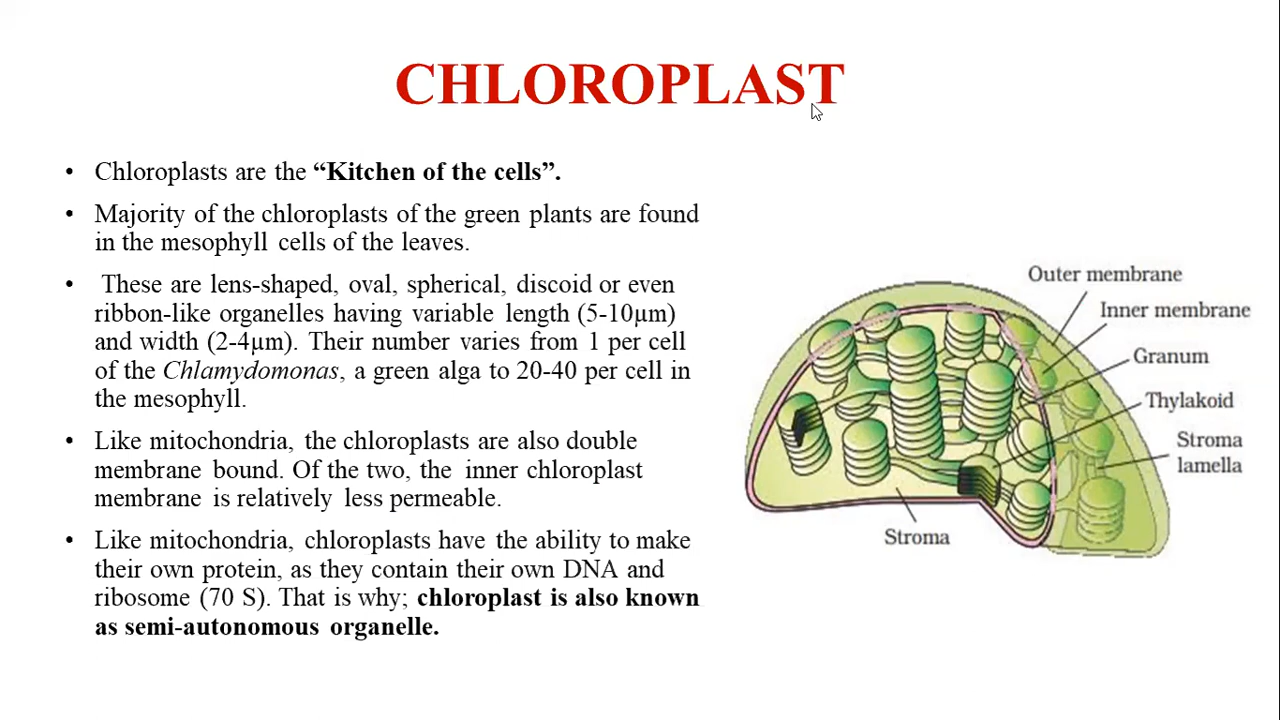 CHLOROPLAST
• Chloroplasts are the “Kitchen of the cells”.
• Majority of the chloroplasts of the green plants are found
in the mesophyll cells of the leaves.
• These are lens-shaped, oval, spherical, discoid or even
ribbon-like organelles having variable length (5-10µm)
and width (2-4µm). Their number varies from 1 per cell
of the Chlamydomonas, a green alga to 20-40 per cell in
the mesophyll.
• Like mitochondria, the chloroplasts are also double
membrane bound. Of the two, the inner chloroplast
membrane is relatively less permeable.
• Like mitochondria, chloroplasts have the ability to make
their own protein, as they contain their own DNA and
ribosome (70 S). That is why; chloroplast is also known
as semi-autonomous organelle.
Outer membrane
Inner membrane
Granum
Thylakoid
Stroma
lamella
Stroma